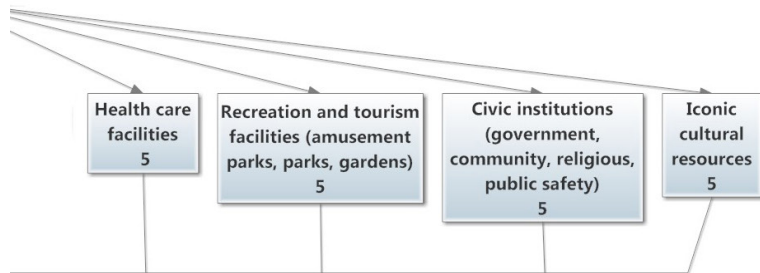 Health care
facilities
5
Recreation and tourism
facilities (amusement
parks, parks, gardens)
5
Civic institutions
(government,
community, religious,
public safety)
5
Iconic
cultural
resources
5